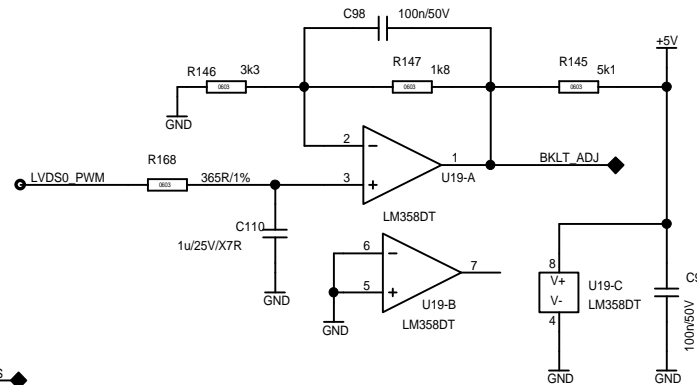 C98 100n/50V
+5V
R146 3k3
R147
1k8
R145
5k1
0603
0603
0603
GND
2
1
BKLT_ADJ
U19-A
LVDS0_PWM
R168
0603
365R/1%
3
LM358DT
C110
1u/25V/X7R
GND
6
5
7
U19-B
LM358DT
GND
8
V+
V-
4
U19-C
LM358DT
GND
100n/50V
GND